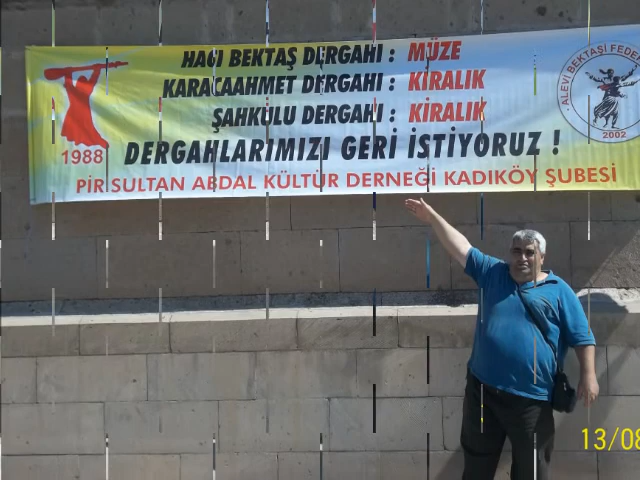 HACI BEKTAŞ DERGAHI : MÜZE
KARACAAHMET DERGAHI : KİRALIK
ŞAHKULU DERGAHI : KİRALIK
DERGAHLARIMIZI GERİ İSTİYORUZ !
PİR SULTAN ABDAL KÜLTÜR DERNEĞİ KADIKÖY ŞUBESİ
1988
ALEVİ BEKTAŞİ FEDER
2002
13/08